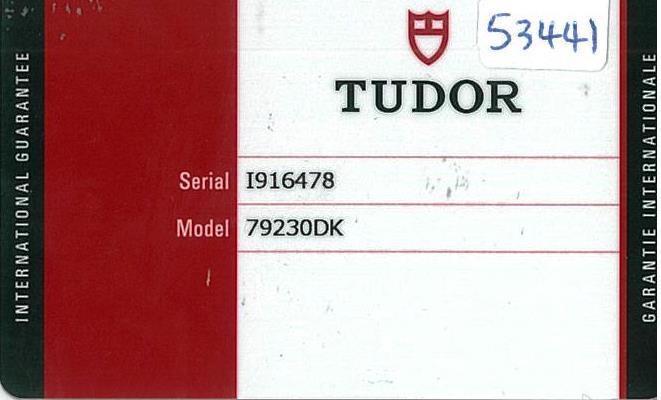 53441
TUDOR
Serial I916478
Model 79230DK
INTERNATIONAL GUARANTEE
GARANTIE INTERNATIONALE